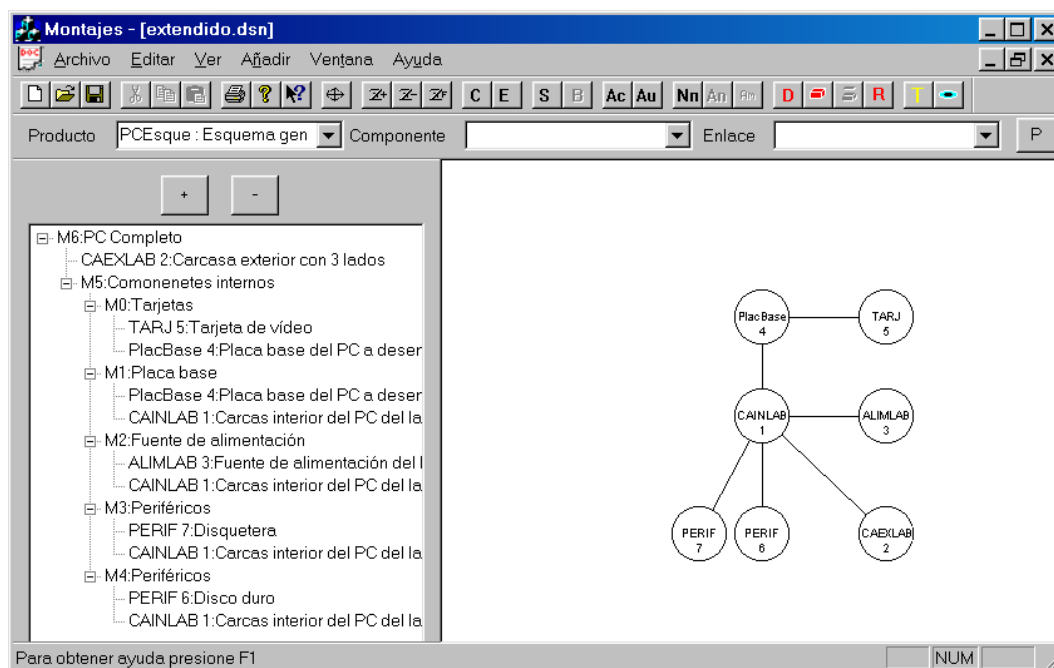 Montajes - [extendido.dsn]
Archivo Editar Ver Añadir Ventana Ayuda
Z+ Z- C E S B Ac Au Nn An Am D R T
Producto PCEsque : Esquema gen Componente Enlace P
+ -
M6:PC Completo
CAEXLAB 2:Carcasa exterior con 3 lados
M5:Comonenetes internos
M0:Tarjetas
TARJ 5:Tarjeta de vídeo
PlacBase 4:Placa base del PC a deser
M1:Placa base
PlacBase 4:Placa base del PC a deser
CAINLAB 1:Carcas interior del PC del la
M2:Fuente de alimentación
ALIMLAB 3:Fuente de alimentación del l
CAINLAB 1:Carcas interior del PC del la
M3:Periféricos
PERIF 7:Disquetera
CAINLAB 1:Carcas interior del PC del la
M4:Periféricos
PERIF 6:Disco duro
CAINLAB 1:Carcas interior del PC del la
PlacBase
4
TARJ
5
CAINLAB
1
ALIMLAB
3
PERIF
7
PERIF
6
CAEXLAB
2
Para obtener ayuda presione F1
NUM